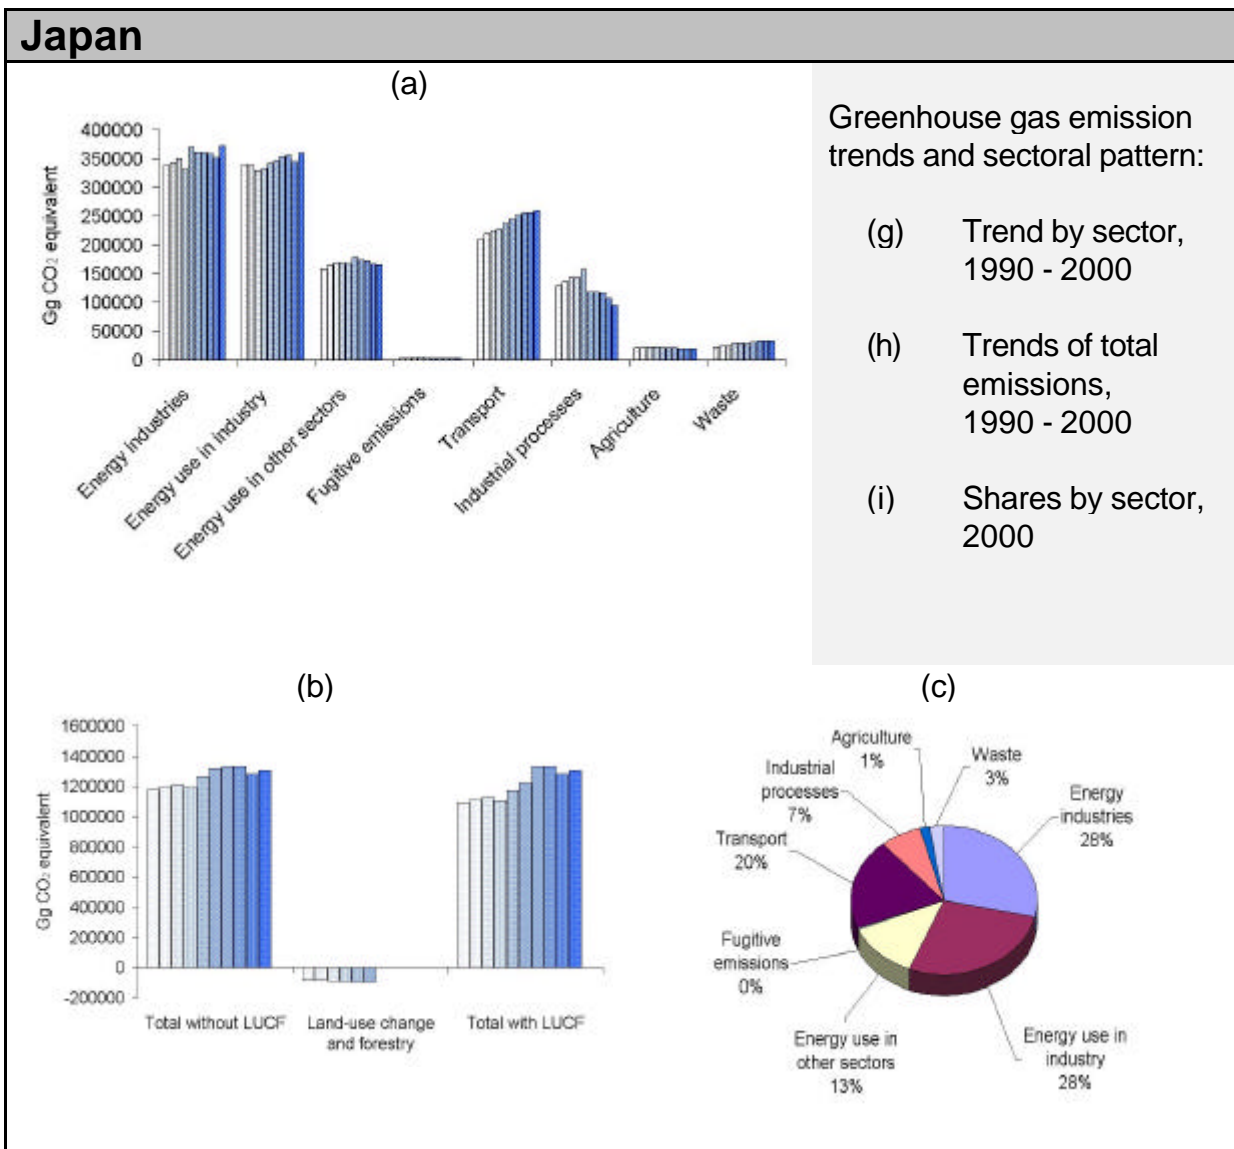 Japan
(a)
Gg CO2 equivalent
400000
350000
300000
250000
200000
150000
100000
50000
0
Energy industries
Energy use in industry
Energy use in other sectors
Fugitive emissions
Transport
Industrial processes
Agriculture
Waste
Greenhouse gas emission
trends and sectoral pattern:
(g) Trend by sector,
1990 - 2000
(h) Trends of total
emissions,
1990 - 2000
(i) Shares by sector,
2000
(b)
Gg CO2 equivalent
1600000
1400000
1200000
1000000
800000
600000
400000
200000
0
-200000
Total without LUCF
Land-use change
and forestry
Total with LUCF
(c)
Agriculture
1%
Waste
3%
Industrial
processes
7%
Energy
industries
28%
Transport
20%
Fugitive
emissions
0%
Energy use in
other sectors
13%
Energy use in
industry
28%